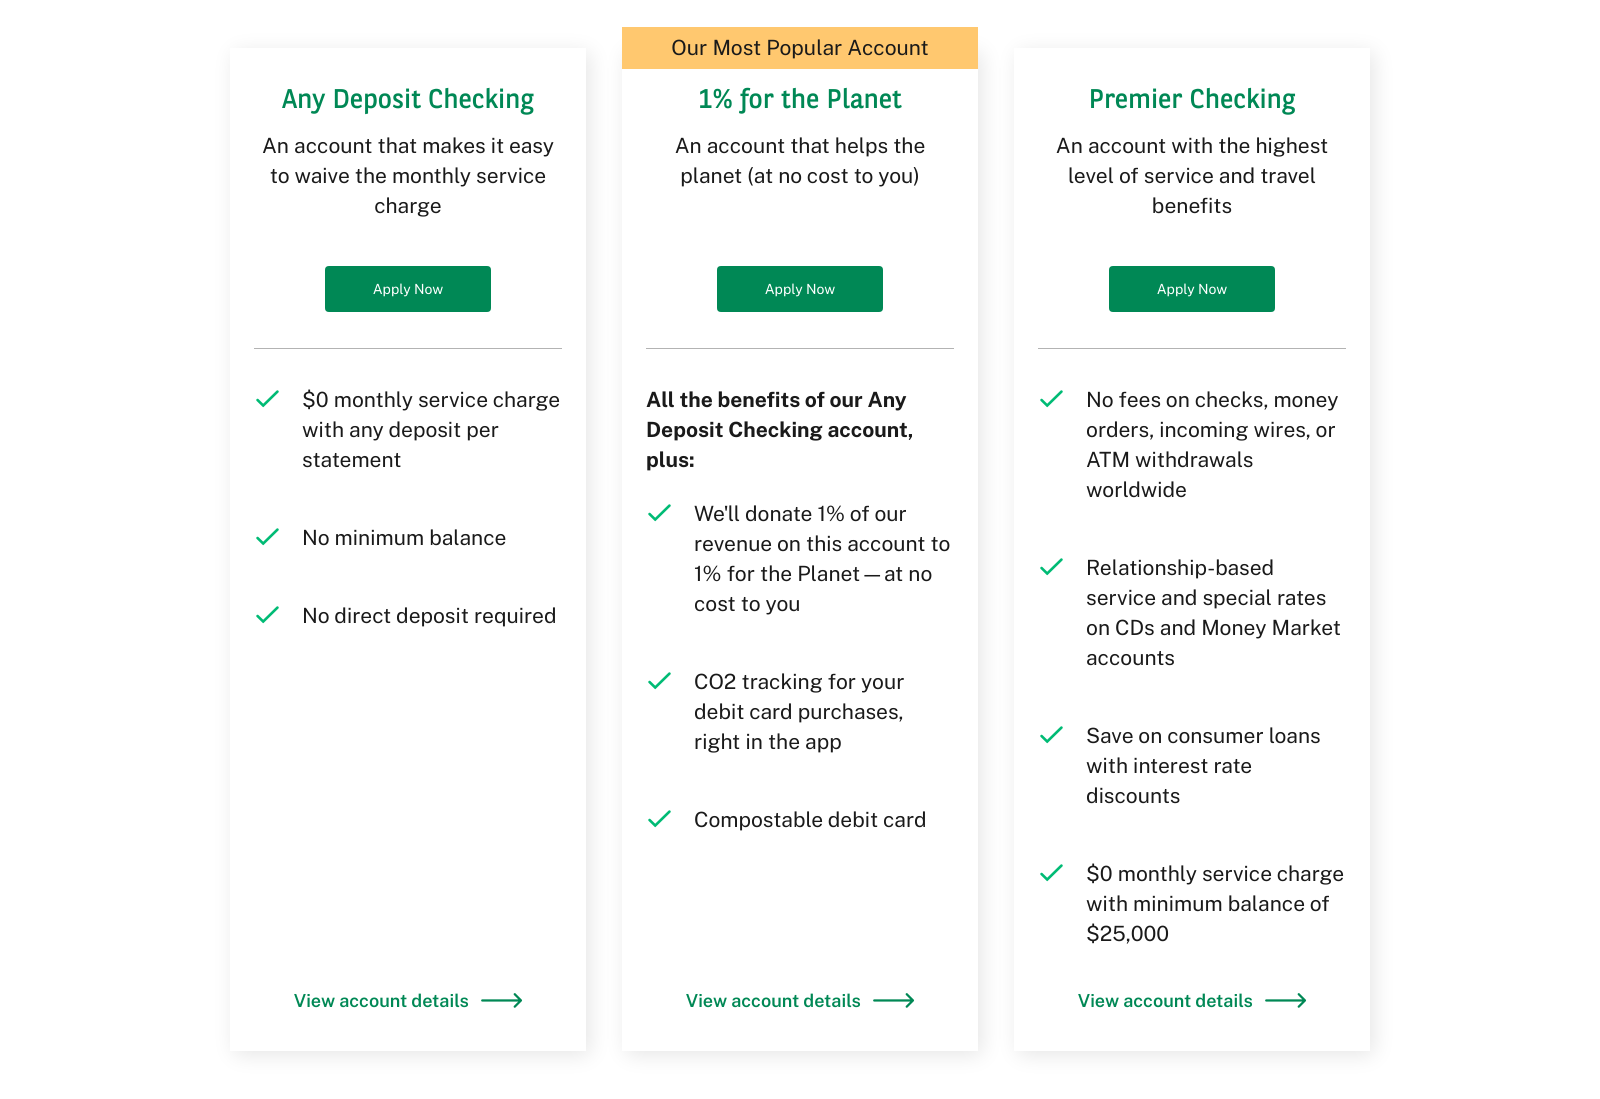 Any Deposit Checking
An account that makes it easy
to waive the monthly service
charge
Apply Now
$0 monthly service charge
with any deposit per
statement
No minimum balance
No direct deposit required
View account details
Our Most Popular Account
1% for the Planet
An account that helps the
planet (at no cost to you)
Apply Now
All the benefits of our Any
Deposit Checking account,
plus:
We'll donate 1% of our
revenue on this account to
1% for the Planet—at no
cost to you
CO2 tracking for your
debit card purchases,
right in the app
Compostable debit card
View account details
Premier Checking
An account with the highest
level of service and travel
benefits
Apply Now
No fees on checks, money
orders, incoming wires, or
ATM withdrawals
worldwide
Relationship-based
service and special rates
on CDs and Money Market
accounts
Save on consumer loans
with interest rate
discounts
$0 monthly service charge
with minimum balance of
$25,000
View account details